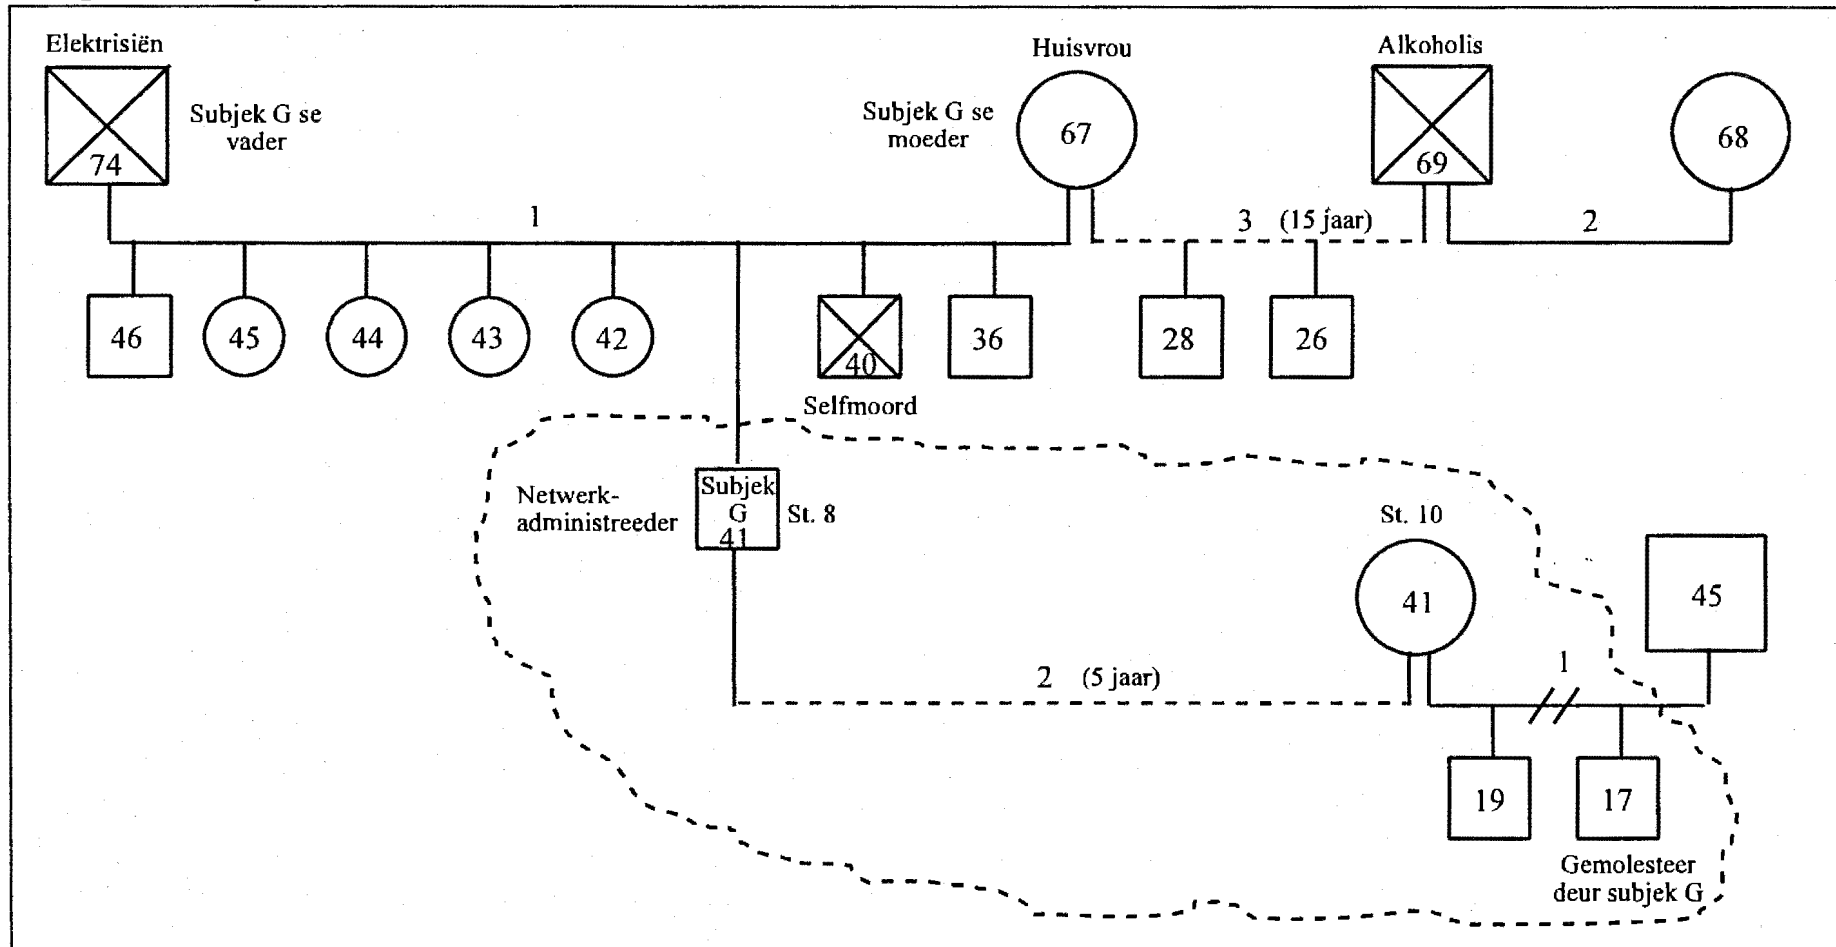 Elektrisiën
Huisvrou
Alkoholis
Subjek G se
vader
74
Subjek G se
moeder
67
69
68
1
3 (15 jaar)
2
46
45
44
43
42
40
36
28
26
Selfmoord
Netwerk-
administreeder
Subjek
G
41
St. 8
St. 10
41
45
2 (5 jaar)
1
19
17
Gemolesteer
deur subjek G